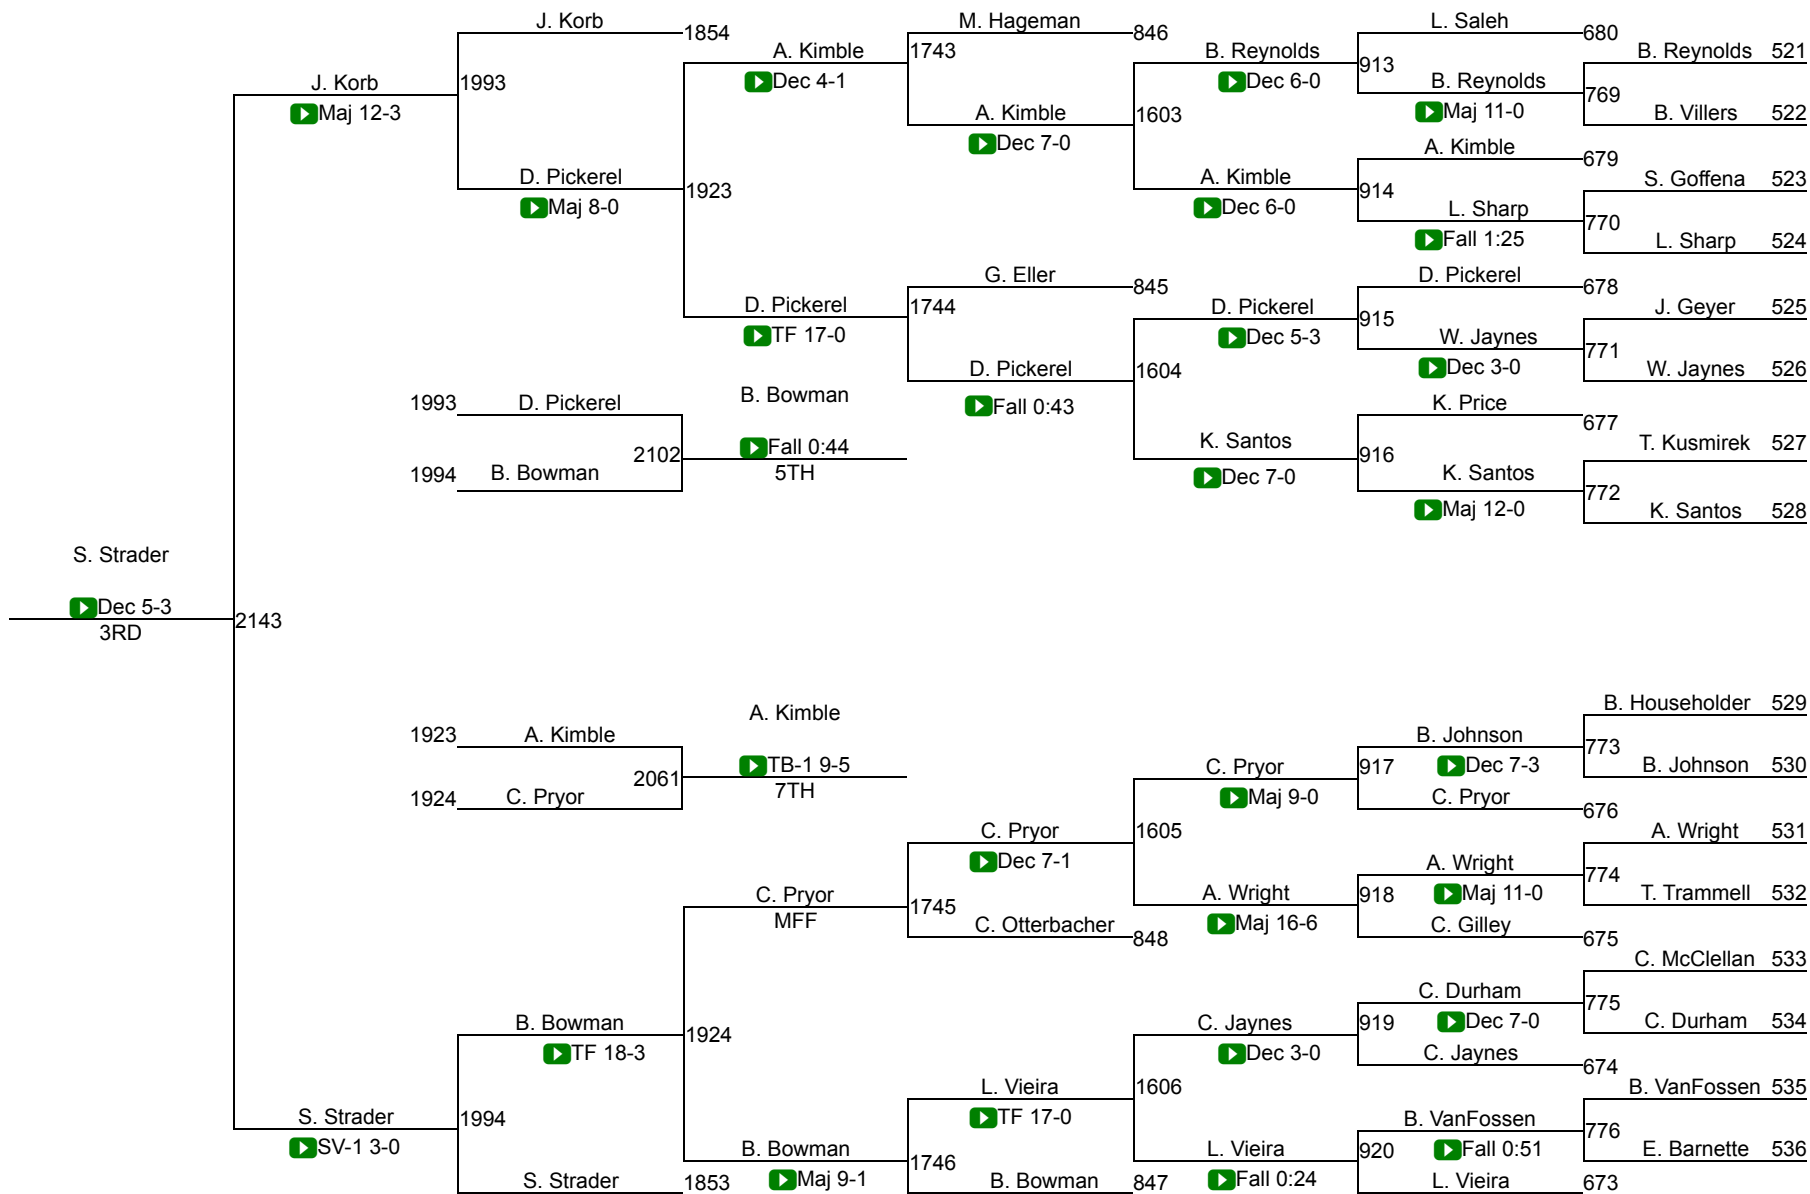 J. Korb
1854
M. Hageman
846
L. Saleh
680
B. Reynolds 521
A. Kimble
Dec 4-1
1743
B. Reynolds
Dec 6-0
913
B. Reynolds
Maj 11-0
769
B. Villers 522
J. Korb
Maj 12-3
1993
A. Kimble
Dec 7-0
1603
A. Kimble
679
D. Pickerel
Maj 8-0
1923
A. Kimble
Dec 6-0
914
L. Sharp
Fall 1:25
S. Goffena 523
770
L. Sharp 524
G. Eller
845
D. Pickerel
678
D. Pickerel
TF 17-0
1744
D. Pickerel
Dec 5-3
915
W. Jaynes
Dec 3-0
J. Geyer 525
771
W. Jaynes 526
D. Pickerel
Fall 0:43
1604
K. Price
677
1993 D. Pickerel
1994 B. Bowman
2102
B. Bowman
Fall 0:44
5TH
K. Santos
Dec 7-0
916
K. Santos
Maj 12-0
T. Kusmirek 527
772
K. Santos 528
S. Strader
Dec 5-3
3RD
2143
1923 A. Kimble
1924 C. Pryor
2061
A. Kimble
TB-1 9-5
7TH
B. Householder 529
B. Johnson
Dec 7-3
773
B. Johnson 530
C. Pryor
Maj 9-0
917
C. Pryor
676
C. Pryor
Dec 7-1
1605
A. Wright 531
A. Wright
Maj 11-0
774
T. Trammell 532
C. Pryor
MFF
1745
C. Otterbacher
848
A. Wright
Maj 16-6
918
C. Gilley
675
C. McClellan 533
B. Bowman
TF 18-3
1924
C. Jaynes
Dec 3-0
919
C. Durham
Dec 7-0
775
C. Durham 534
C. Jaynes
674
S. Strader
SV-1 3-0
1994
L. Vieira
TF 17-0
1606
B. VanFossen 535
B. VanFossen
Fall 0:51
776
E. Barnette 536
B. Bowman
Maj 9-1
1746
L. Vieira
Fall 0:24
920
S. Strader
1853
B. Bowman
847
L. Vieira
673